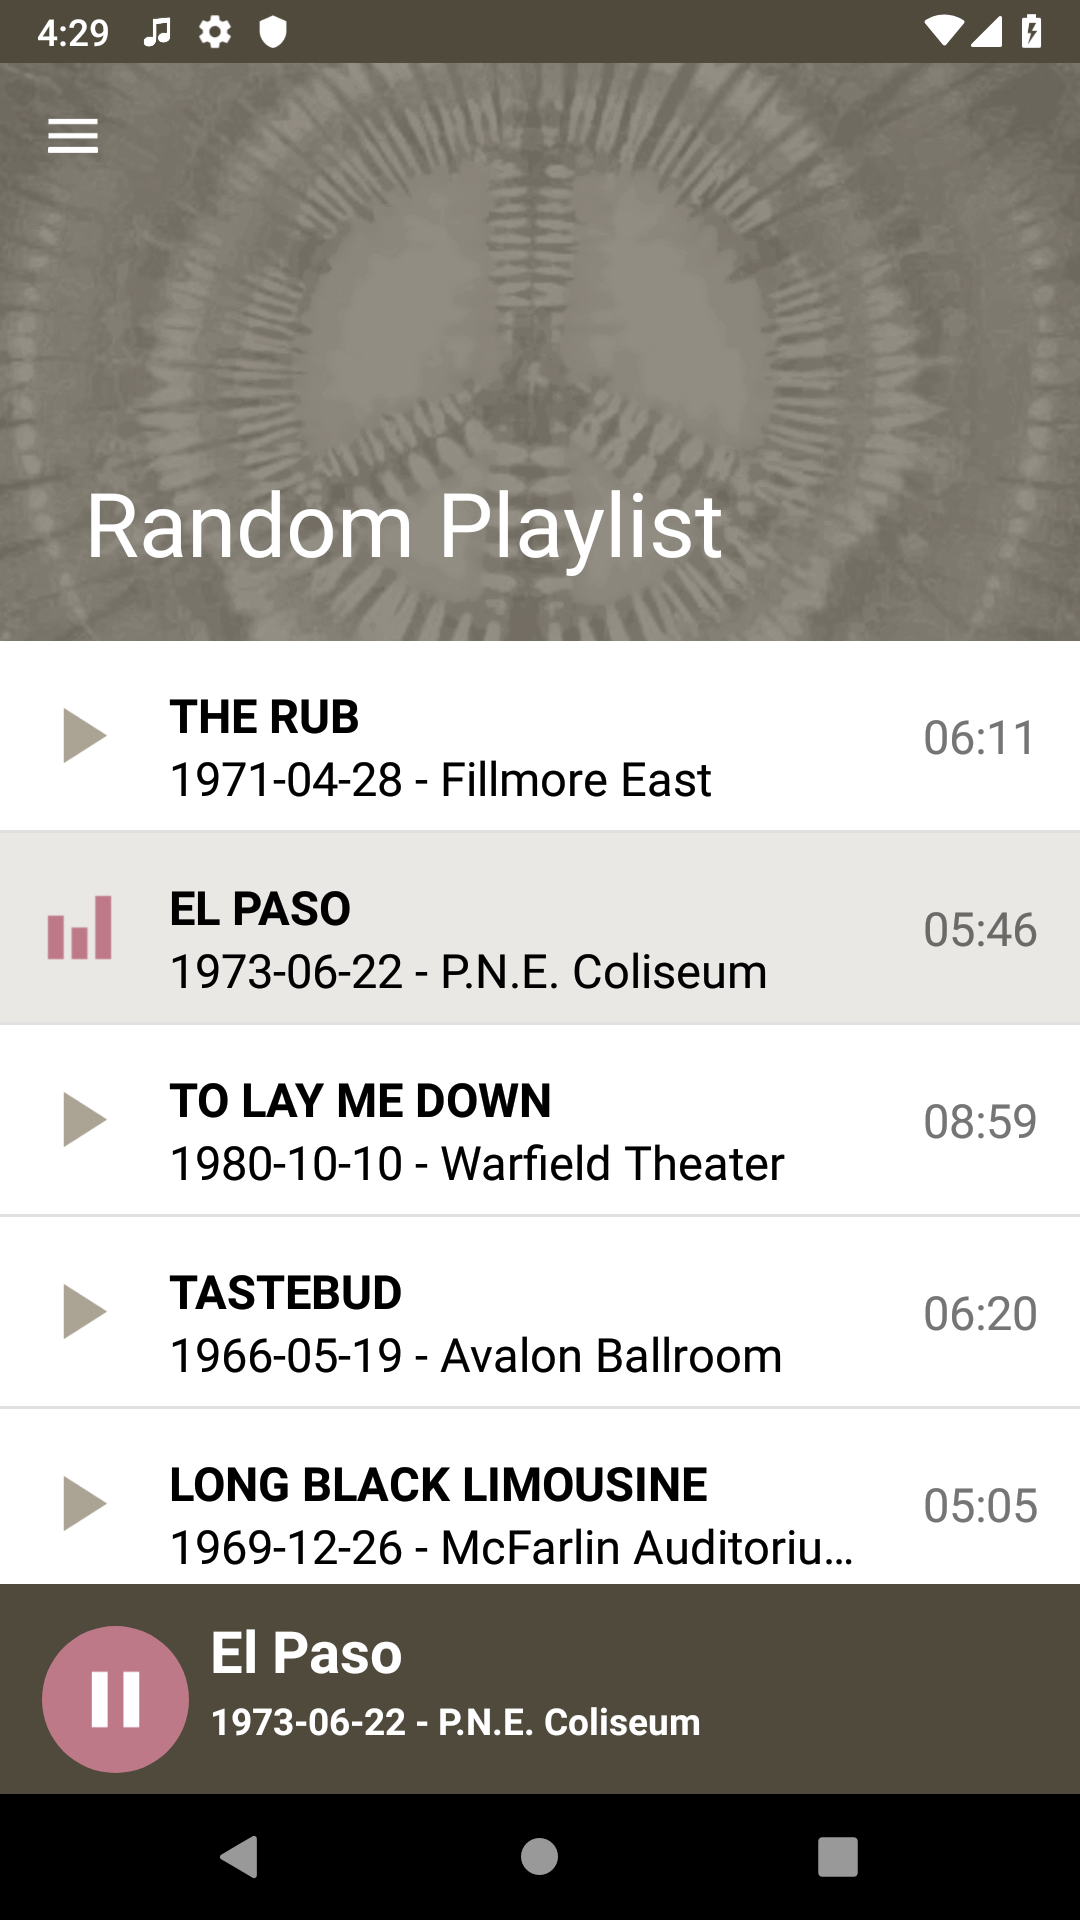 4:29
Random Playlist
THE RUB
1971-04-28 - Fillmore East
06:11
EL PASO
1973-06-22 - P.N.E. Coliseum
05:46
TO LAY ME DOWN
1980-10-10 - Warfield Theater
08:59
TASTEBUD
1966-05-19 - Avalon Ballroom
06:20
LONG BLACK LIMOUSINE
1969-12-26 - McFarlin Auditoriu...
05:05
El Paso
1973-06-22 - P.N.E. Coliseum